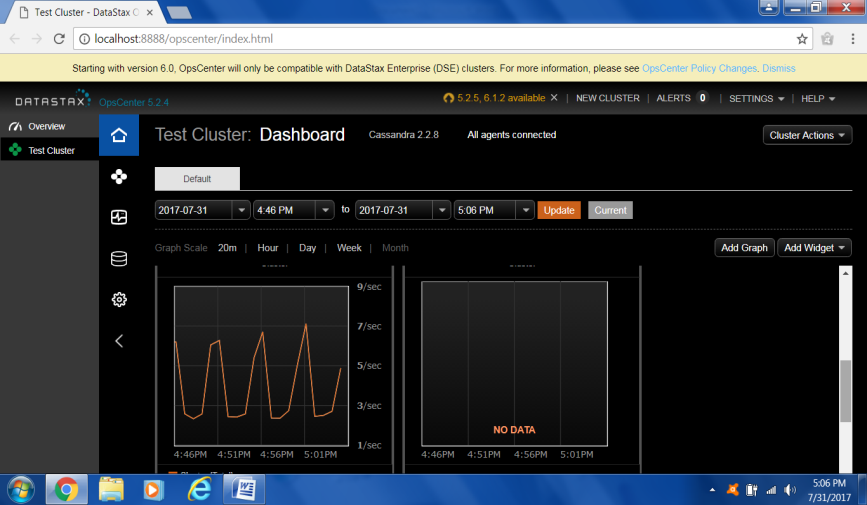 Test Cluster - DataStax O
localhost:8888/opscenter/index.html
Starting with version 6.0, OpsCenter will only be compatible with DataStax Enterprise (DSE) clusters. For more information, please see OpsCenter Policy Changes. Dismiss
DATASTAX OpsCenter 5.2.4
5.2.5, 6.1.2 available × | NEW CLUSTER | ALERTS 0 | SETTINGS | HELP
Overview
Test Cluster
Test Cluster: Dashboard Cassandra 2.2.8 All agents connected Cluster Actions
Default
2017-07-31 4:46 PM to 2017-07-31 5:06 PM Update Current
Graph Scale 20m | Hour | Day | Week | Month Add Graph Add Widget
9/sec
7/sec
5/sec
3/sec
1/sec
4:46PM 4:51PM 4:56PM 5:01PM
NO DATA
4:46PM 4:51PM 4:56PM 5:01PM
5:06 PM
7/31/2017